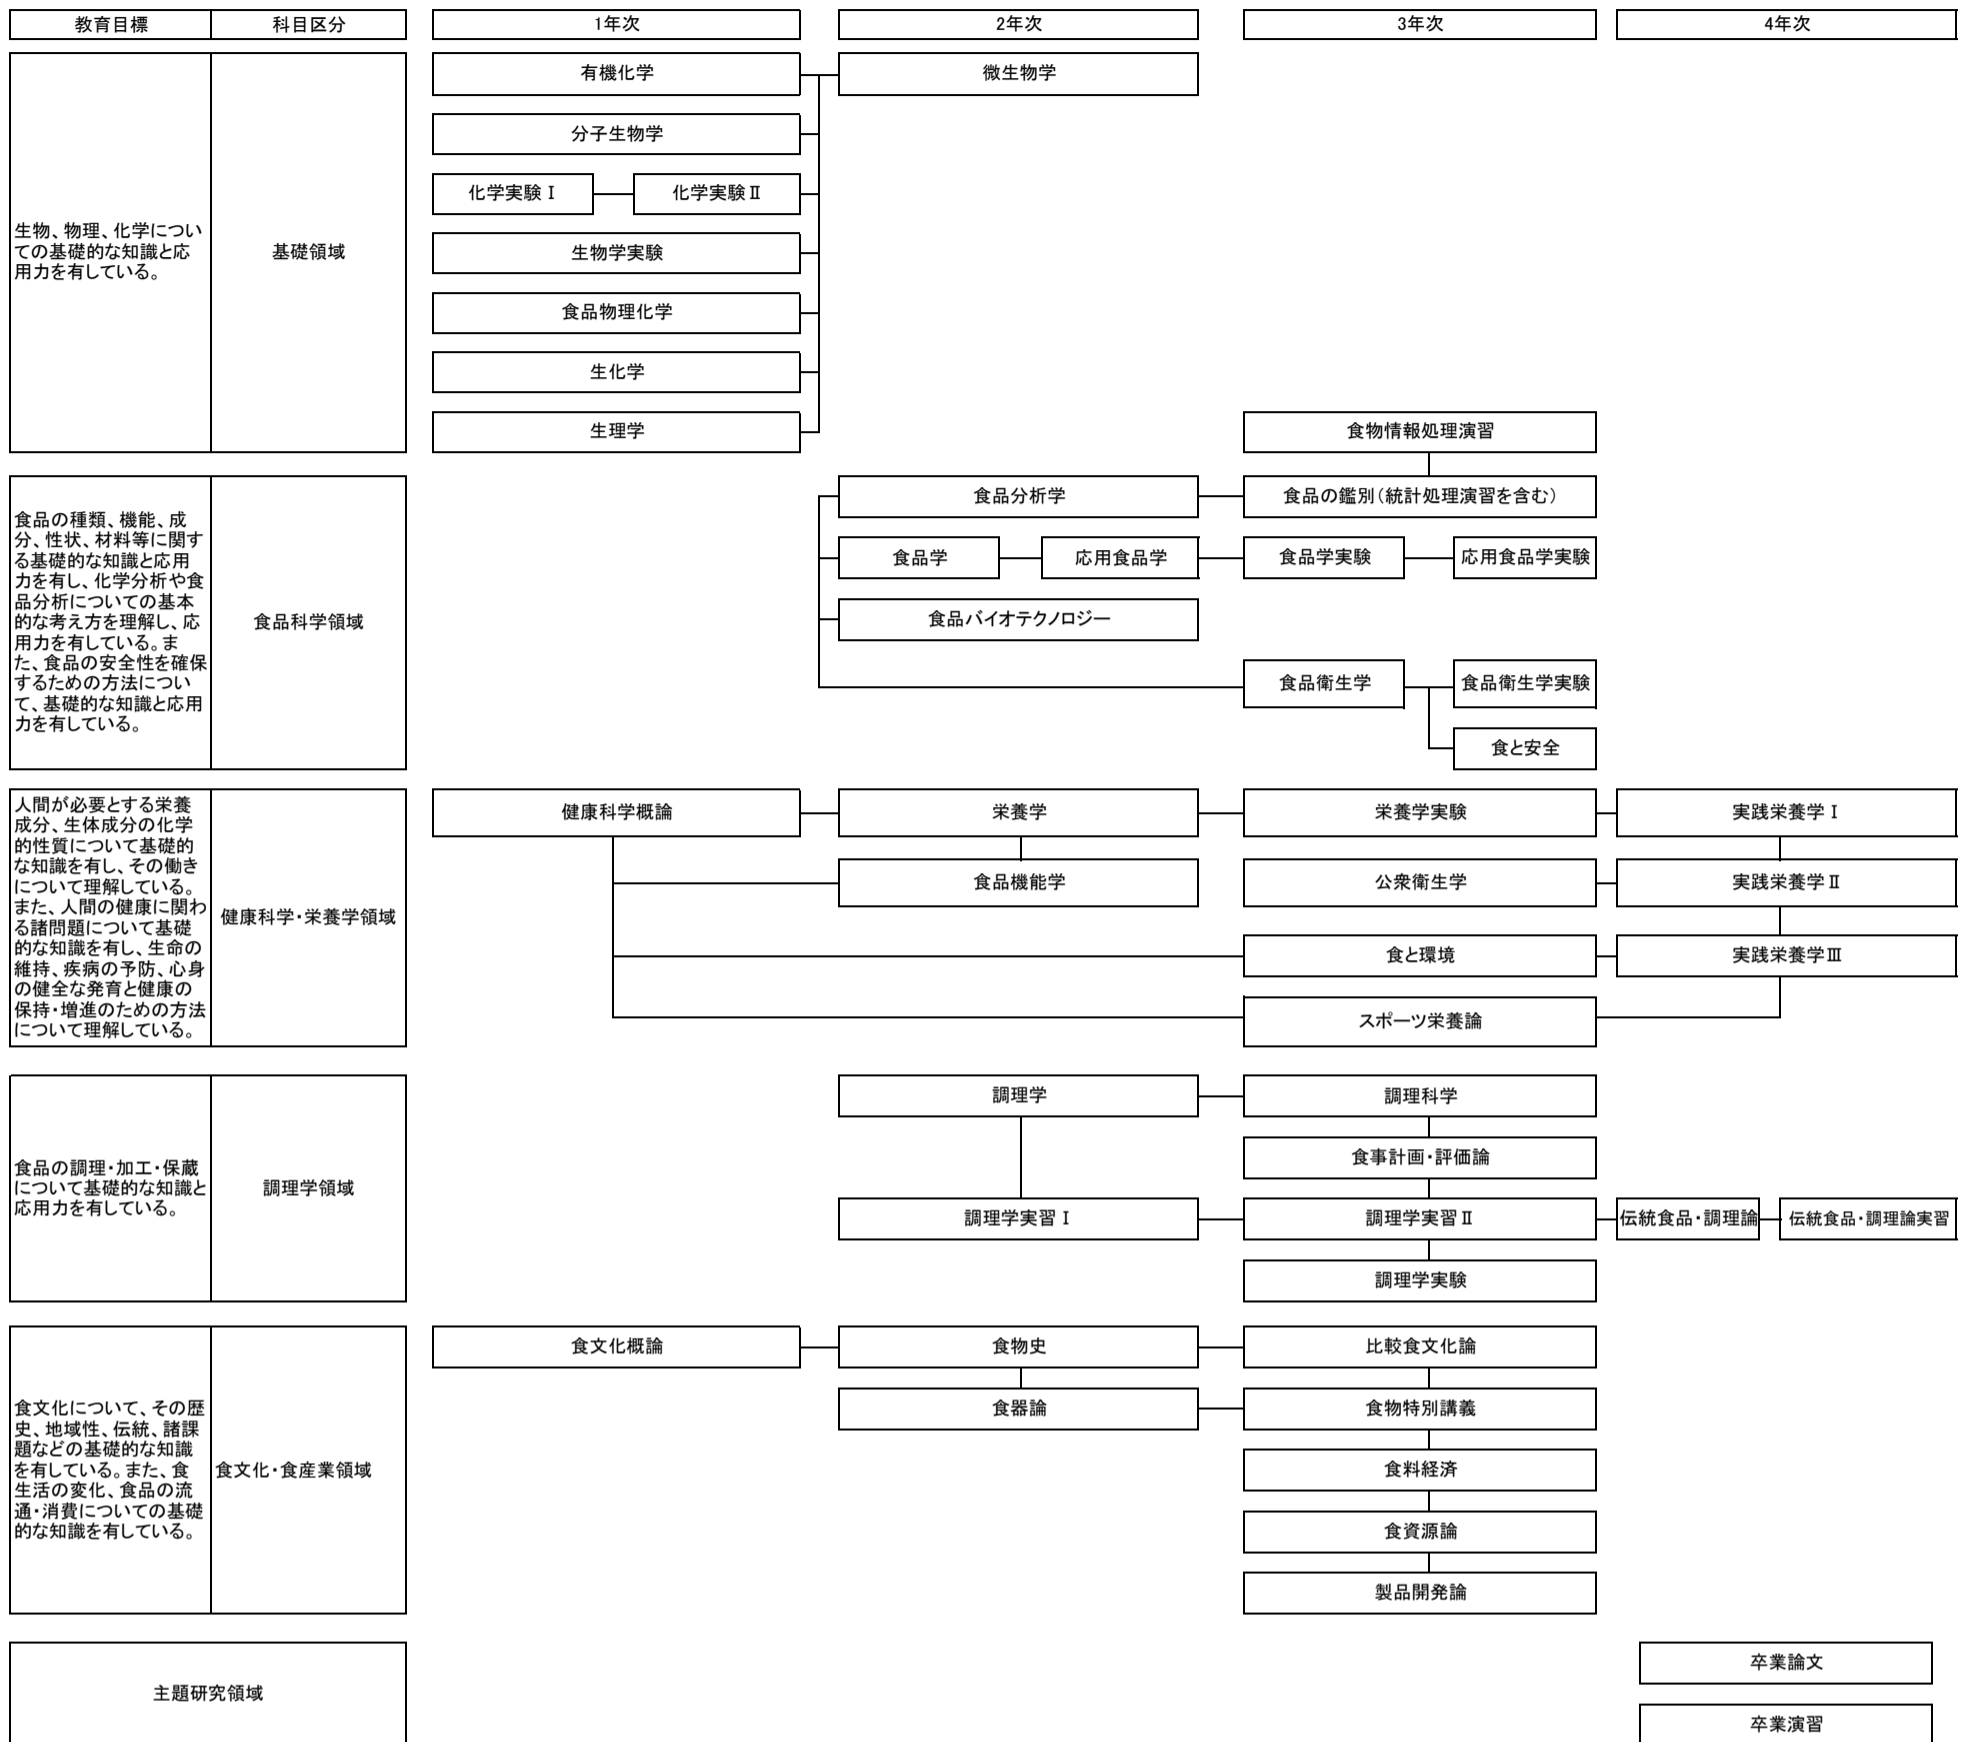 教育目標
科目区分
1年次
2年次
3年次
4年次
生物、物理、化学につい
ての基礎的な知識と応
用力を有している。
基礎領域
有機化学
微生物学
分子生物学
化学実験Ⅰ
化学実験Ⅱ
生物学実験
食品物理化学
生化学
生理学
食物情報処理演習
食品の種類、機能、成
分、性状、材料等に関す
る基礎的な知識と応用
力を有し、化学分析や食
品分析についての基本
的な考え方を理解し、応
用力を有している。ま
た、食品の安全性を確保
するための方法につい
て、基礎的な知識と応用
力を有している。
食品科学領域
食品分析学
食品の鑑別(統計処理演習を含む)
食品学
応用食品学
食品学実験
応用食品学実験
食品バイオテクノロジー
食品衛生学
食品衛生学実験
食と安全
人間が必要とする栄養
成分、生体成分の化学
的性質について基礎的
な知識を有し、その働き
について理解している。
また、人間の健康に関わ
る諸問題について基礎
的な知識を有し、生命の
維持、疾病の予防、心身
の健全な発育と健康の
保持・増進のための方法
について理解している。
健康科学・栄養学領域
健康科学概論
栄養学
栄養学実験
実践栄養学Ⅰ
食品機能学
公衆衛生学
実践栄養学Ⅱ
食と環境
実践栄養学Ⅲ
スポーツ栄養論
食品の調理・加工・保蔵
について基礎的な知識と
応用力を有している。
調理学領域
調理学
調理科学
食事計画・評価論
調理学実習Ⅰ
調理学実習Ⅱ
伝統食品・調理論
伝統食品・調理論実習
調理学実験
食文化について、その歴
史、地域性、伝統、諸課
題などの基礎的な知識
を有している。また、食
生活の変化、食品の流
通・消費についての基礎
的な知識を有している。
食文化・食産業領域
食文化概論
食物史
比較食文化論
食器論
食物特別講義
食料経済
食資源論
製品開発論
主題研究領域
卒業論文
卒業演習